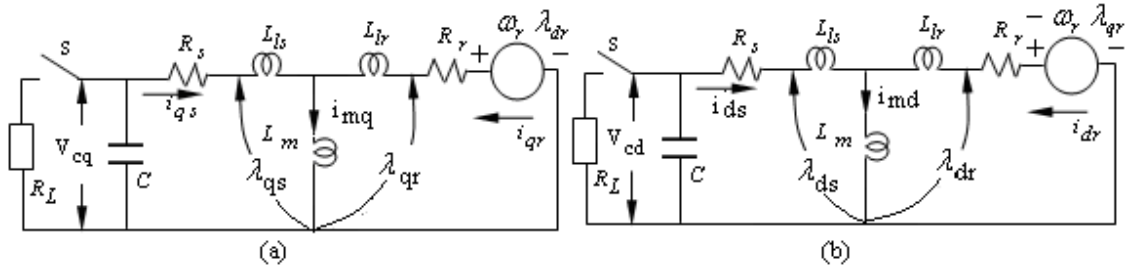 S
R_s
L_ls
L_lr
R_r
+
ω_r λ_dr
−
i_qs
i_mq
i_qr
V_cq
L_m
R_L
C
λ_qs
λ_qr
(a)
S
R_s
L_ls
L_lr
R_r
−
+
ω_r λ_qr
−
i_ds
i_md
i_dr
V_cd
L_m
R_L
C
λ_ds
λ_dr
(b)